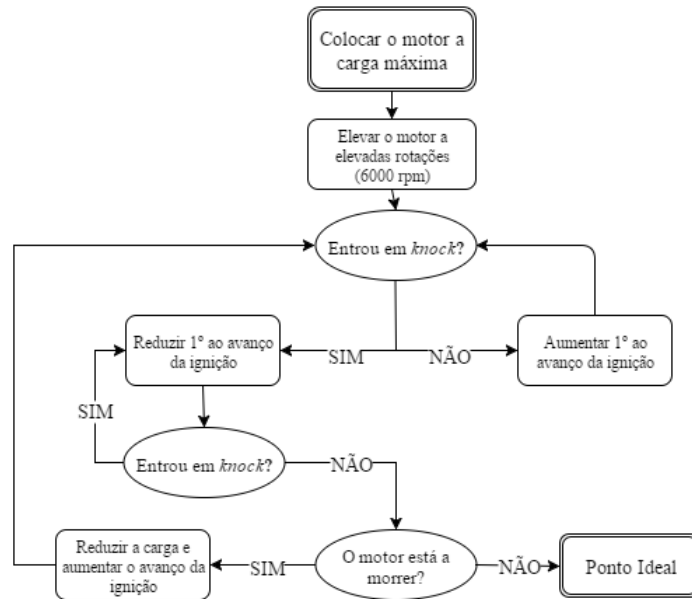 Colocar o motor a
carga máxima
Elevar o motor a
elevadas rotações
(6000 rpm)
Entrou em knock?
Reduzir 1º ao avanço
da ignição
SIM
NÃO
Aumentar 1º ao
avanço da ignição
SIM
Entrou em knock?
NÃO
Reduzir a carga e
aumentar o avanço da
ignição
SIM
O motor está a
morrer?
NÃO
Ponto Ideal